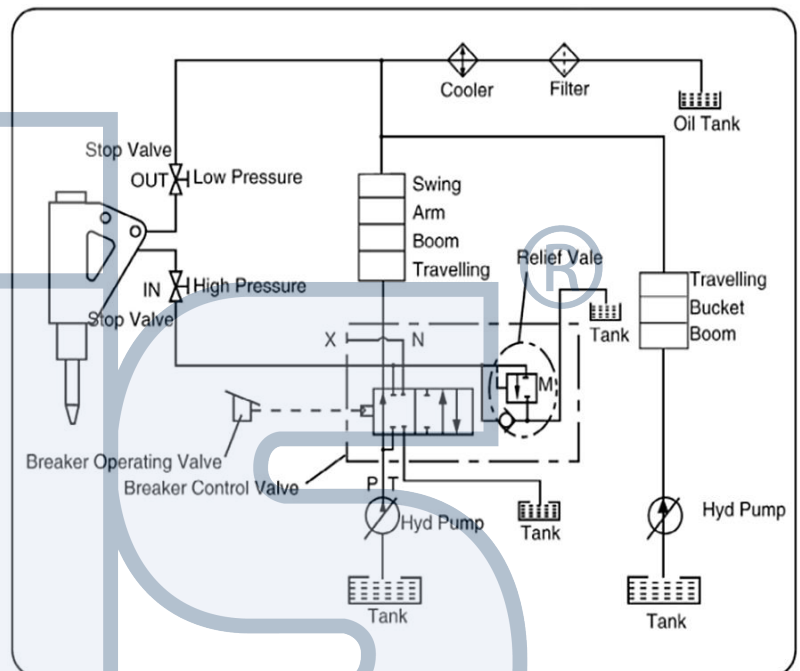 Cooler
Filter
Oil Tank
Stop Valve
OUT
Low Pressure
Swing
Arm
Boom
Travelling
Relief Vale
®
IN
High Pressure
Stop Valve
Travelling
Bucket
Boom
Tank
X
N
M
Breaker Operating Valve
Breaker Control Valve
P T
Hyd Pump
Tank
Hyd Pump
Tank
Tank